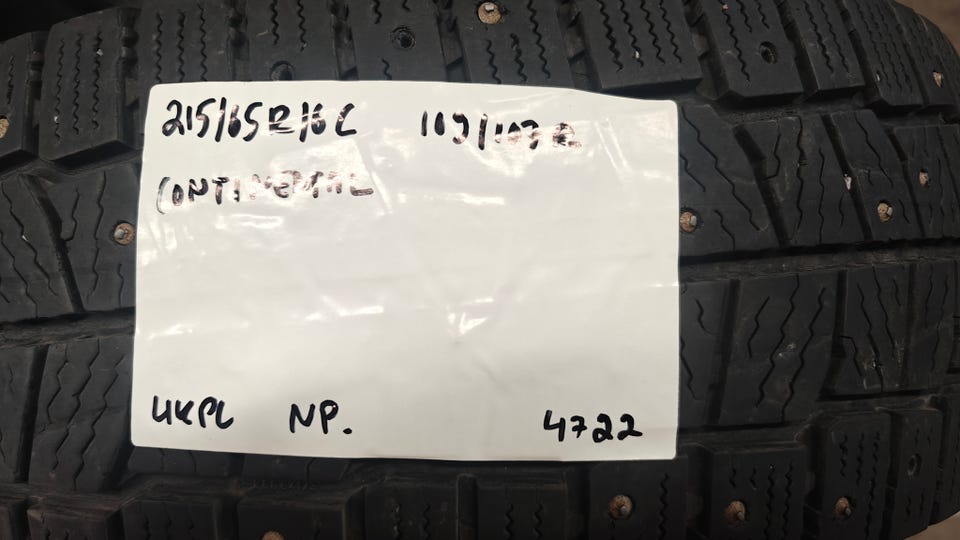 215/65R16C 109/107R
CONTINENTAL
4KPL NP. 4722